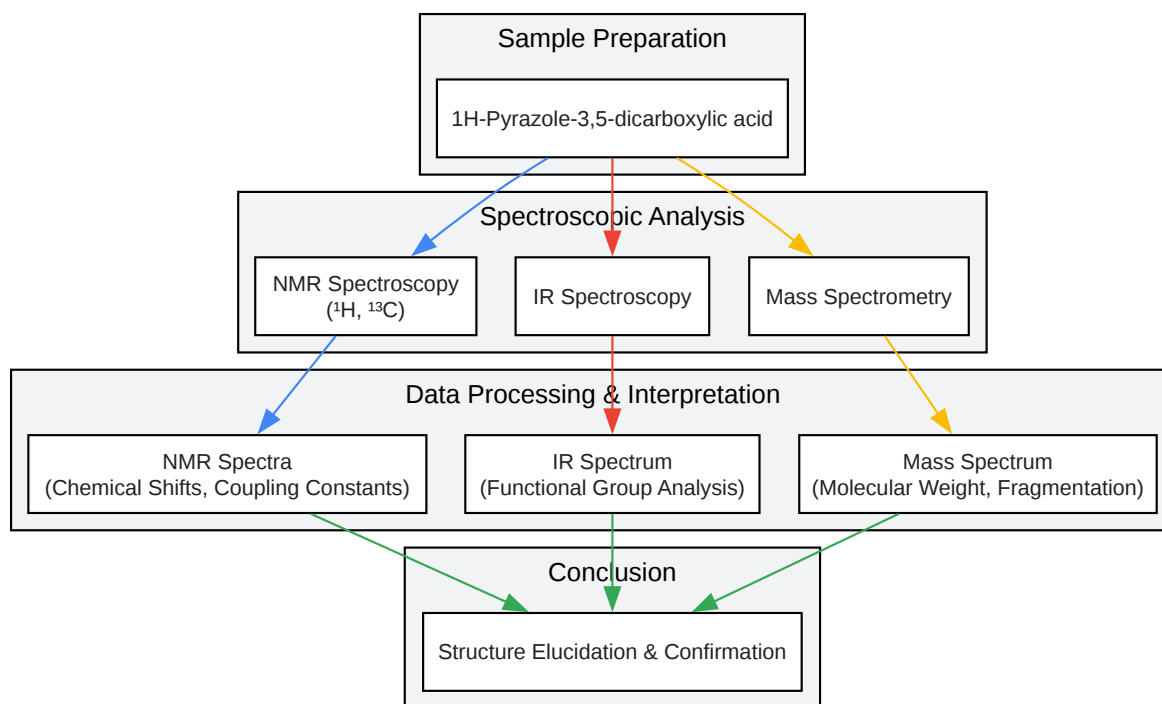 Sample Preparation
1H-Pyrazole-3,5-dicarboxylic acid
Spectroscopic Analysis
NMR Spectroscopy
(¹H, ¹³C)
IR Spectroscopy
Mass Spectrometry
Data Processing & Interpretation
NMR Spectra
(Chemical Shifts, Coupling Constants)
IR Spectrum
(Functional Group Analysis)
Mass Spectrum
(Molecular Weight, Fragmentation)
Conclusion
Structure Elucidation & Confirmation